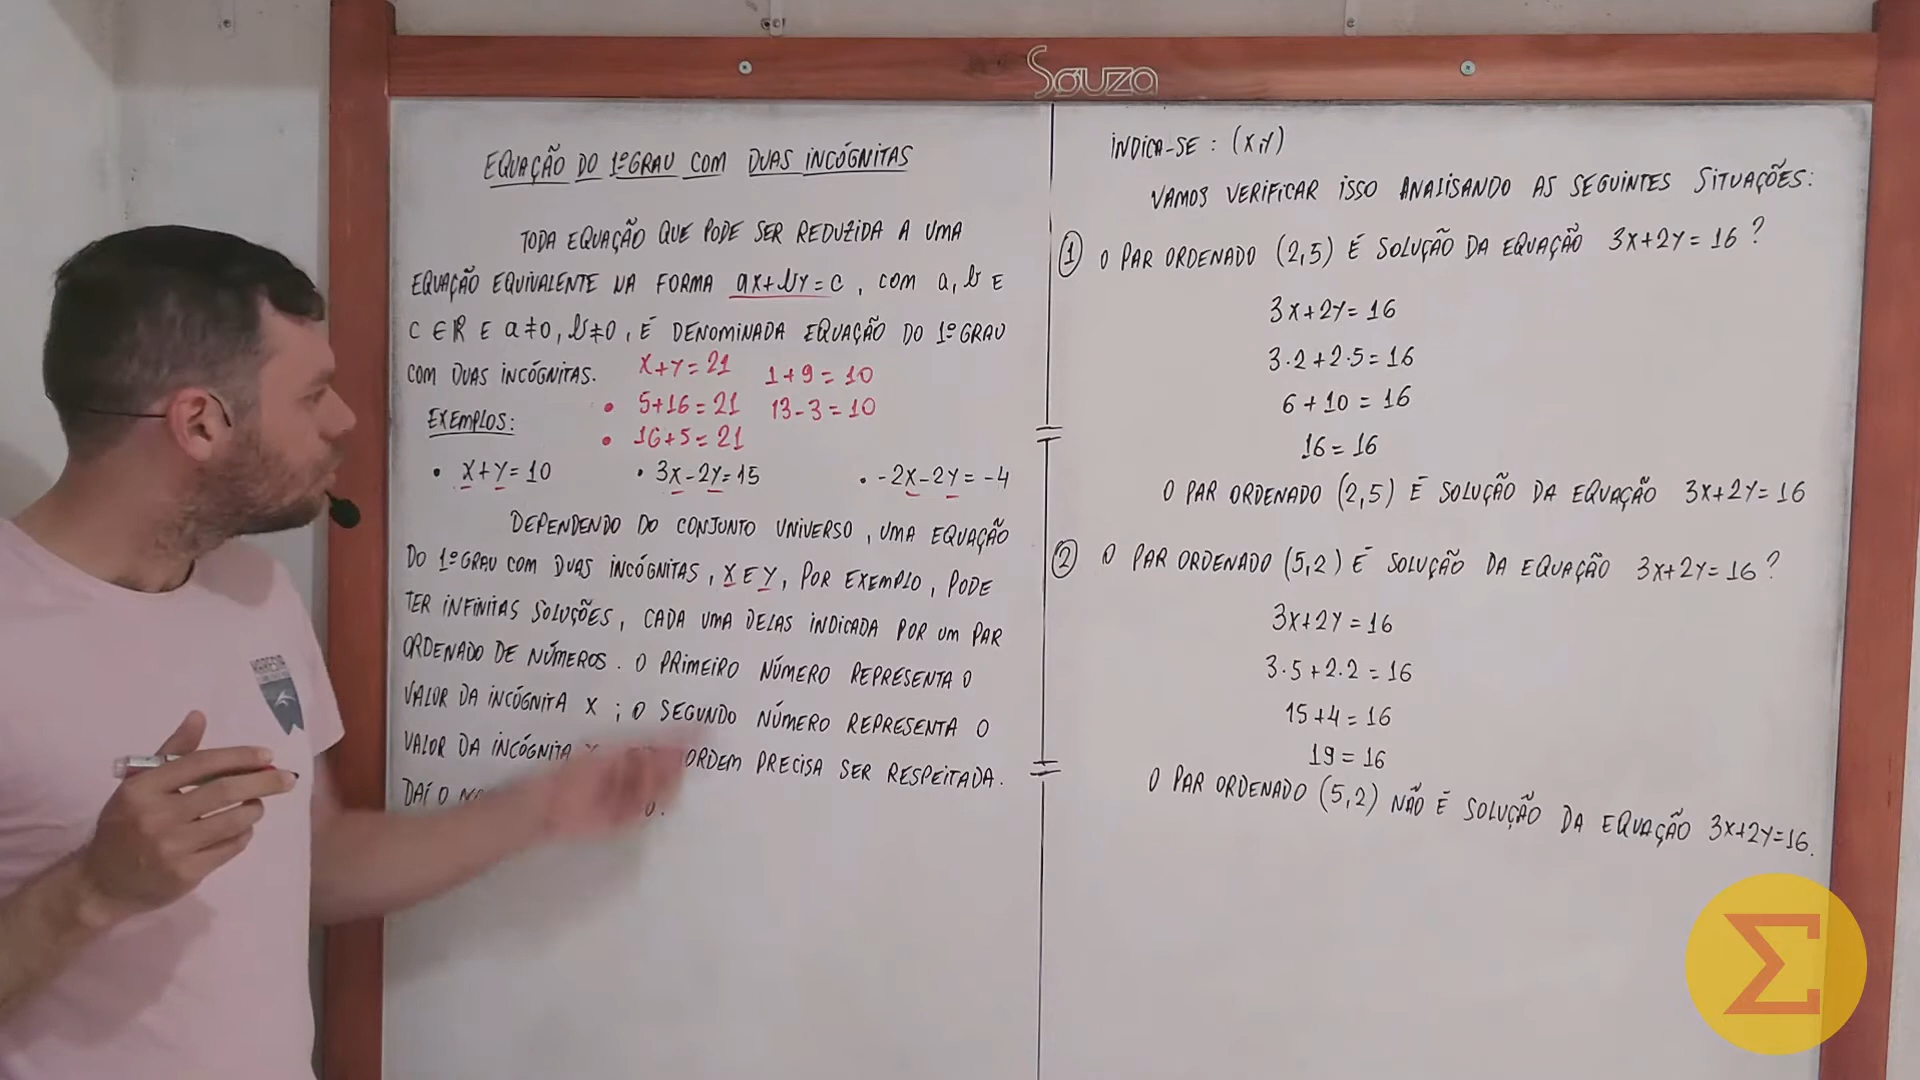 Souza
EQUAÇÃO DO 1º GRAU COM DUAS INCÓGNITAS
TODA EQUAÇÃO QUE PODE SER REDUZIDA A UMA
EQUAÇÃO EQUIVALENTE NA FORMA ax+by=c, COM a, b E
C ∈ R E a≠0, b≠0, É DENOMINADA EQUAÇÃO DO 1º GRAU
COM DUAS INCÓGNITAS.
x+y=21
1+9=10
• 5+16=21
13-3=10
• 16+5=21
EXEMPLOS:
• x+y=10 • 3x-2y=15 • -2x-2y=-4
DEPENDENDO DO CONJUNTO UNIVERSO, UMA EQUAÇÃO
DO 1º GRAU COM DUAS INCÓGNITAS, X E Y, POR EXEMPLO, PODE
TER INFINITAS SOLUÇÕES, CADA UMA DELAS INDICADA POR UM PAR
ORDENADO DE NÚMEROS. O PRIMEIRO NÚMERO REPRESENTA O
VALOR DA INCÓGNITA X; O SEGUNDO NÚMERO REPRESENTA O
VALOR DA INCÓGNITA ORDEM PRECISA SER RESPEITADA.
DAÍ O
INDICA-SE: (X,Y)
VAMOS VERIFICAR ISSO ANALISANDO AS SEGUINTES SITUAÇÕES:
1 O PAR ORDENADO (2,5) É SOLUÇÃO DA EQUAÇÃO 3x+2y=16?
3x+2y=16
3·2+2·5=16
6+10=16
16=16
O PAR ORDENADO (2,5) É SOLUÇÃO DA EQUAÇÃO 3x+2y=16
2 O PAR ORDENADO (5,2) É SOLUÇÃO DA EQUAÇÃO 3x+2y=16?
3x+2y=16
3·5+2·2=16
15+4=16
19=16
O PAR ORDENADO (5,2) NÃO É SOLUÇÃO DA EQUAÇÃO 3x+2y=16.
Σ